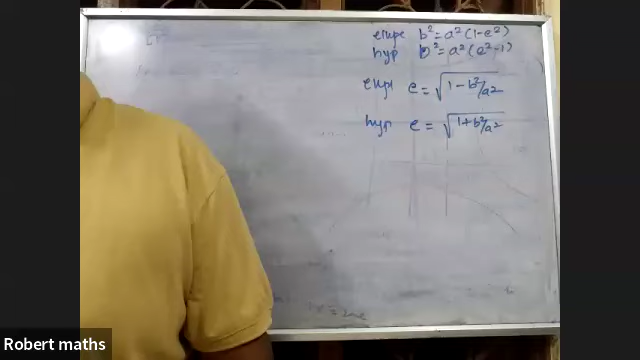 ellipse b² = a²(1-e²)
hyp b² = a²(e²-1)
ellipse e = √1-b²/a²
hyp e = √1+b²/a²
Robert maths